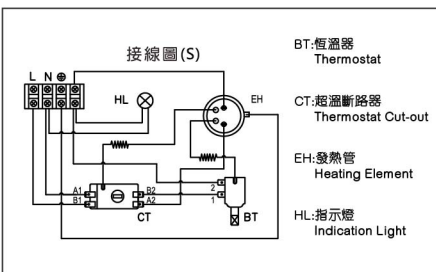 接線圖(S)
L N ⏚
HL
EH
A1
B1
B2
A2
CT
2
1
BT
BT:恆溫器
Thermostat
CT:超溫斷路器
Thermostat Cut-out
EH:發熱管
Heating Element
HL:指示燈
Indication Light